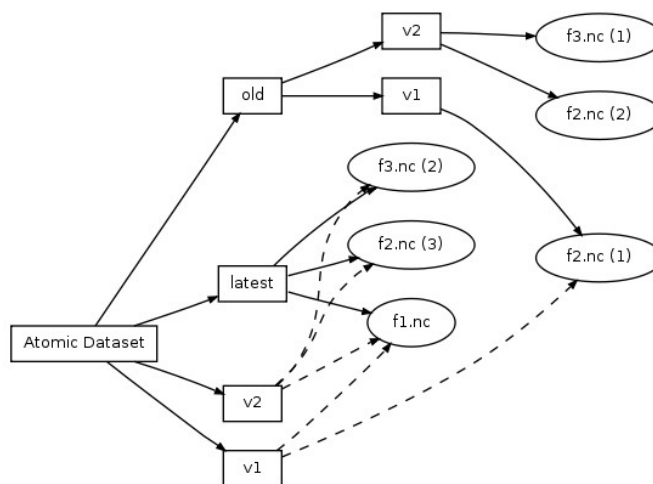 v2
f3.nc (1)
old
v1
f2.nc (2)
f3.nc (2)
f2.nc (3)
f2.nc (1)
latest
f1.nc
Atomic Dataset
v2
v1